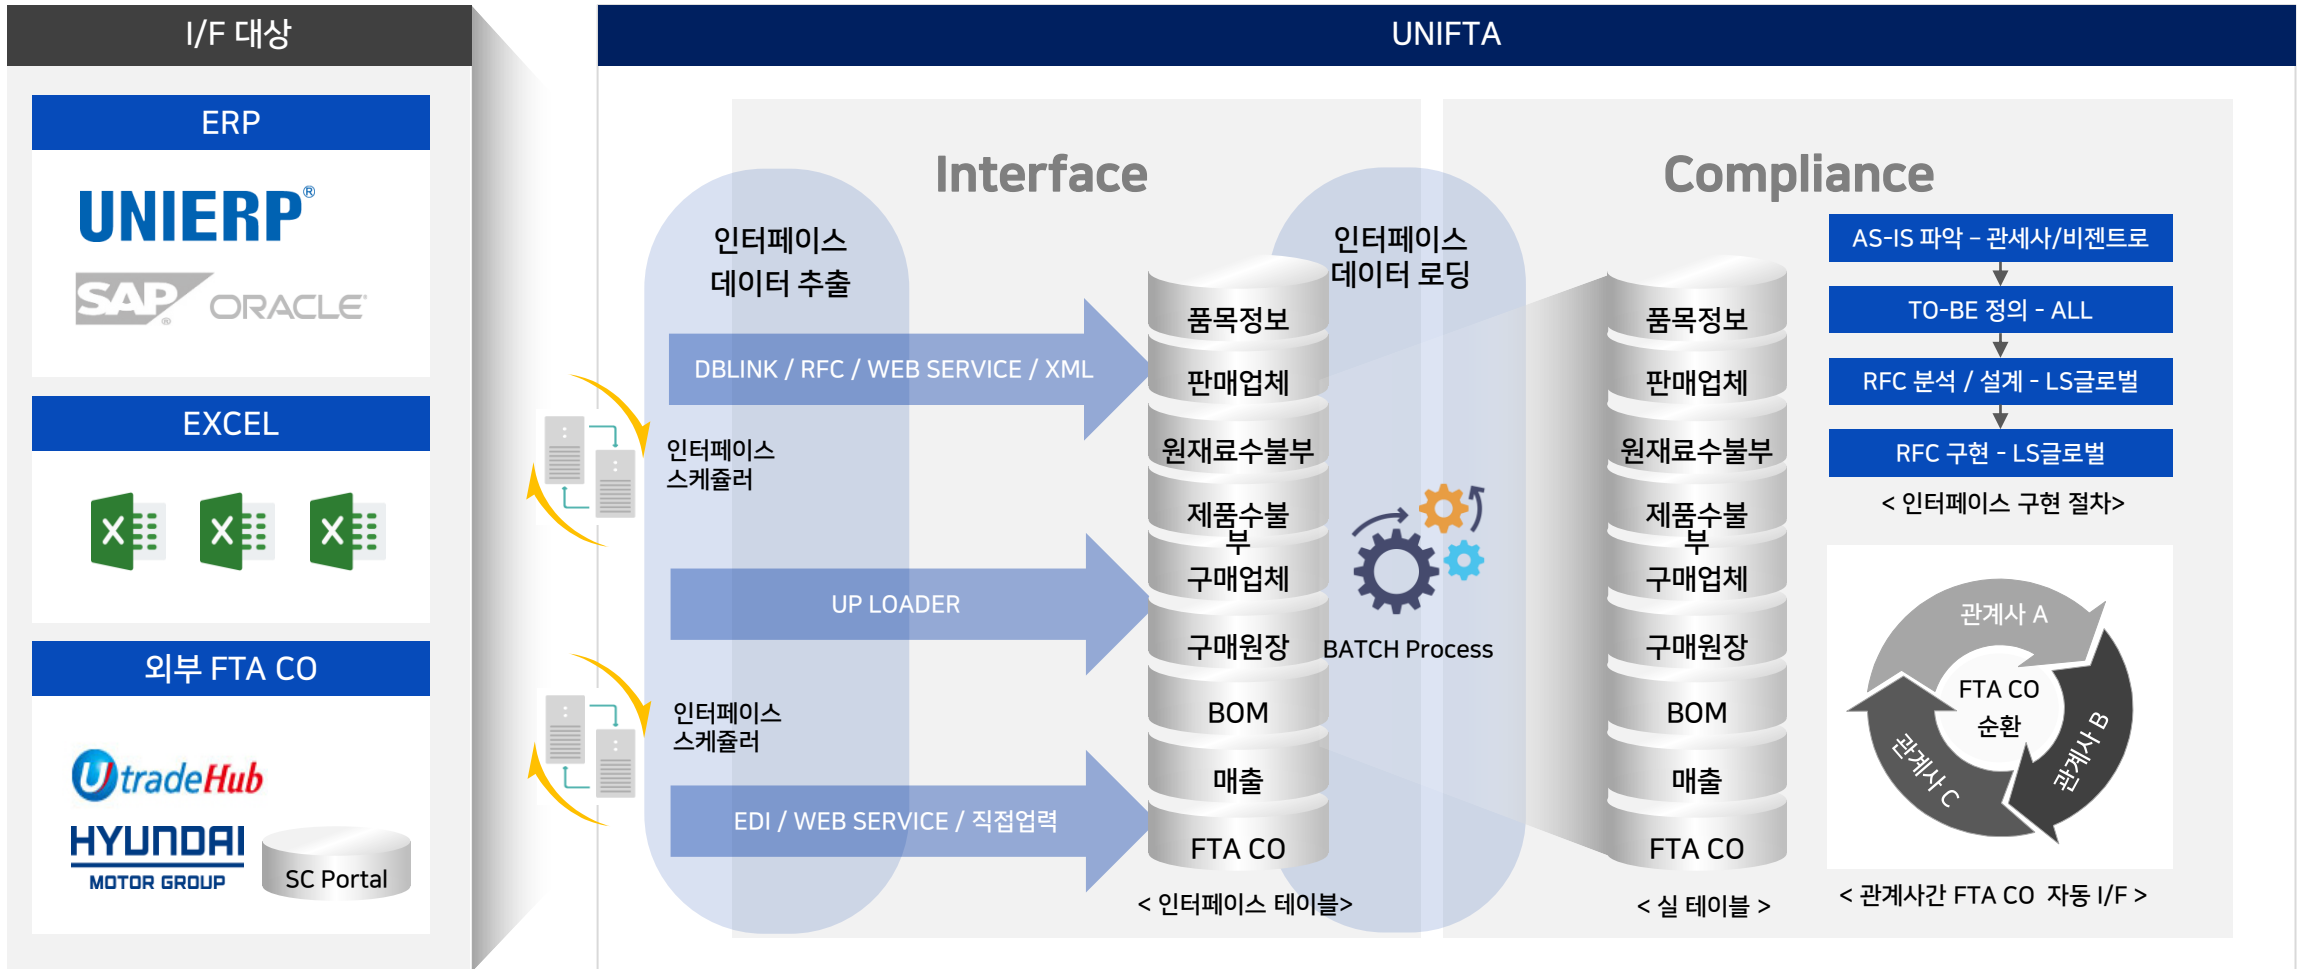 I/F 대상
UNIFTA
ERP
UNIERP®
SAP®
ORACLE
EXCEL
X
X
X
외부 FTA CO
U tradeHub
HYUNDAI
MOTOR GROUP
SC Portal
Interface
인터페이스
데이터 추출
DBLINK / RFC / WEB SERVICE / XML
인터페이스
스케쥴러
UP LOADER
인터페이스
스케쥴러
EDI / WEB SERVICE / 직접업력
품목정보
판매업체
원재료수불부
제품수불
부
구매업체
구매원장
BOM
매출
FTA CO
< 인터페이스 테이블>
인터페이스
데이터 로딩
BATCH Process
Compliance
품목정보
판매업체
원재료수불부
제품수불
부
구매업체
구매원장
BOM
매출
FTA CO
< 실 테이블 >
AS-IS 파악 – 관세사/비젠트로
TO-BE 정의 - ALL
RFC 분석 / 설계 - LS글로벌
RFC 구현 - LS글로벌
< 인터페이스 구현 절차>
관계사 A
관계사 B
관계사 C
FTA CO
순환
< 관계사간 FTA CO 자동 I/F >